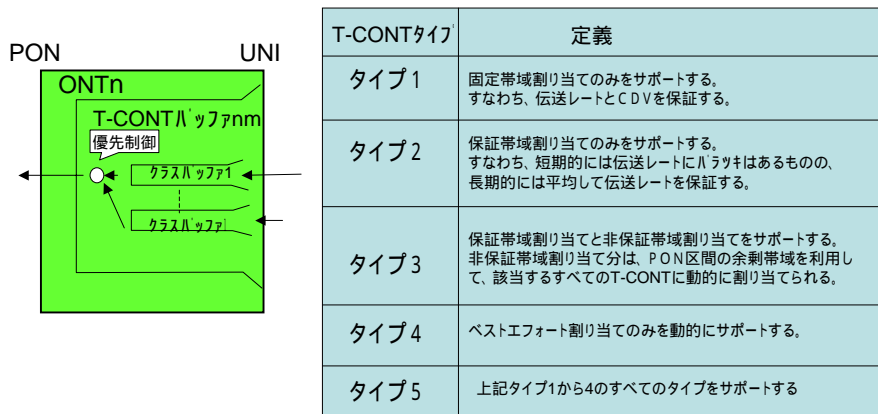 PON
UNI
ONTn
T-CONTバッファnm
優先制御
クラスバッファ1
クラスバッファi
T-CONTタイプ
定義
タイプ1
固定帯域割り当てのみをサポートする。
すなわち、伝送レートとCDVを保証する。
タイプ2
保証帯域割り当てのみをサポートする。
すなわち、短期的には伝送レートにバラツキはあるものの、
長期的には平均して伝送レートを保証する。
タイプ3
保証帯域割り当てと非保証帯域割り当てをサポートする。
非保証帯域割り当て分は、PON区間の余剰帯域を利用し
て、該当するすべてのT-CONTに動的に割り当てられる。
タイプ4
ベストエフォート割り当てのみを動的にサポートする。
タイプ5
上記タイプ1から4のすべてのタイプをサポートする